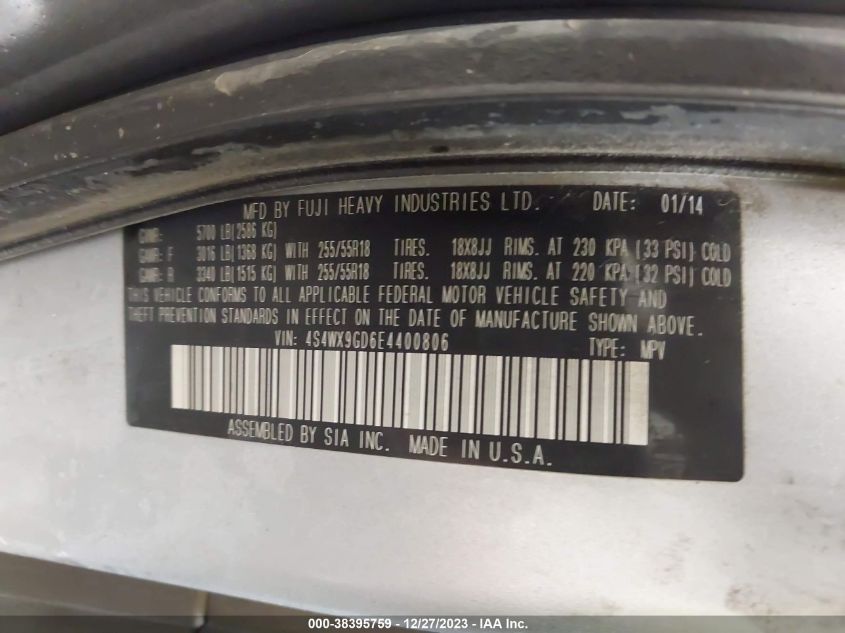 MFD BY FUJI HEAVY INDUSTRIES LTD. DATE: 01/14
GVWR: 5700 LB(2586 KG)
GAWR: F 3016 LB(1368 KG) WITH 255/55R18 TIRES. 18X8JJ RIMS. AT 230 KPA (33 PSI) COLD
GAWR: R 3340 LB(1515 KG) WITH 255/55R18 TIRES. 18X8JJ RIMS. AT 220 KPA (32 PSI) COLD
THIS VEHICLE CONFORMS TO ALL APPLICABLE FEDERAL MOTOR VEHICLE SAFETY AND
THEFT PREVENTION STANDARDS IN EFFECT ON THE DATE OF MANUFACTURE SHOWN ABOVE.
VIN: 4S4WX9GD6E4400806 TYPE: MPV
ASSEMBLED BY SIA INC. MADE IN U.S.A.
000-38395759 - 12/27/2023 - IAA Inc.